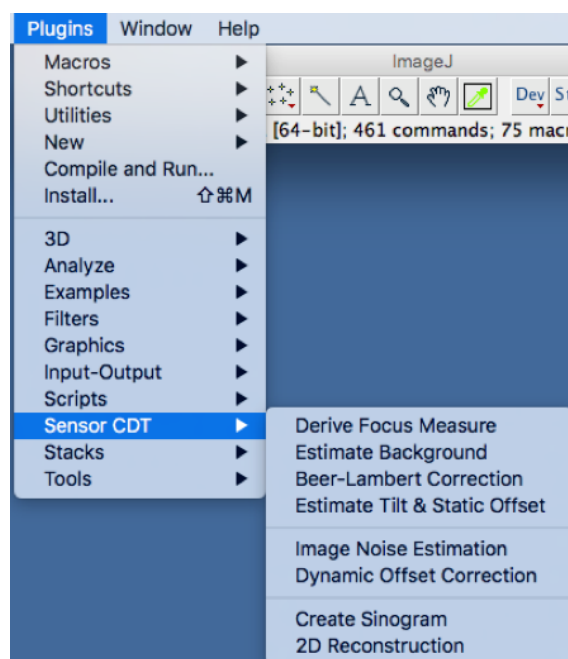 Plugins Window Help
ImageJ
Macros
Shortcuts
Utilities
New
Compile and Run...
Install... ⇧⌘M
A Dev
[64-bit]; 461 commands; 75
3D
Analyze
Examples
Filters
Graphics
Input-Output
Scripts
Sensor CDT
Stacks
Tools
Derive Focus Measure
Estimate Background
Beer-Lambert Correction
Estimate Tilt & Static Offset
Image Noise Estimation
Dynamic Offset Correction
Create Sinogram
2D Reconstruction